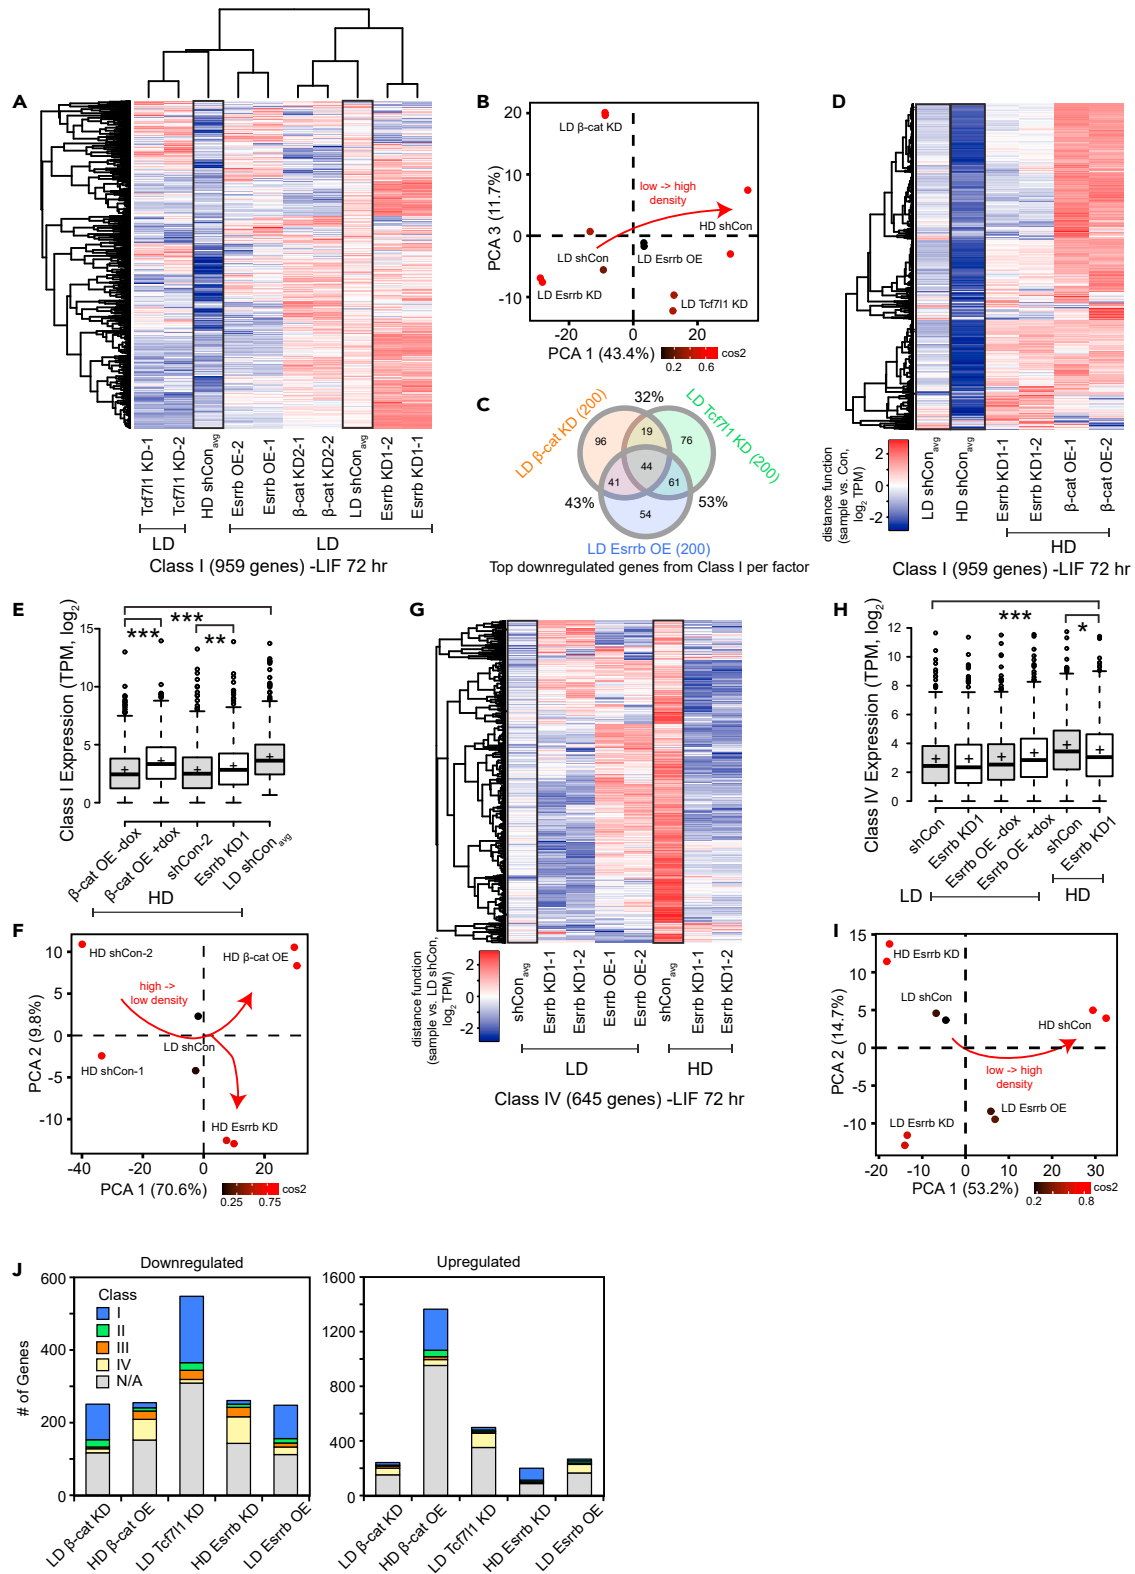 A
Tcf7l1 KD-1
Tcf7l1 KD-2
HD shCon avg
Esrrb OE-2
Esrrb OE-1
β-cat KD2-1
β-cat KD2-2
LD shCon avg
Esrrb KD1-2
Esrrb KD1-1
LD
LD
Class I (959 genes) -LIF 72 hr
B
PCA 3 (11.7%)
20
10
0
-10
LD β-cat KD
low -> high
density
HD shCon
LD shCon
LD Esrrb OE
LD Esrrb KD
LD Tcf7l1 KD
-20
0
20
PCA 1 (43.4%)
cos2
0.2
0.6
C
LD β-cat KD (200)
32%
LD Tcf7l1 KD (200)
96
19
76
44
41
61
54
43%
53%
LD Esrrb OE (200)
Top downregulated genes from Class I per factor
D
2
0
-2
distance function
(sample vs. Con,
log2 TPM)
LD shCon avg
HD shCon avg
Esrrb KD1-1
Esrrb KD1-2
β-cat OE-1
β-cat OE-2
HD
Class I (959 genes) -LIF 72 hr
E
Class I Expression (TPM, log2)
15
10
5
0
***
***
**
β-cat OE -dox
β-cat OE +dox
shCon-2
Esrrb KD1
LD shCon avg
HD
F
PCA 2 (9.8%)
10
5
0
-5
-10
HD shCon-2
HD β-cat OE
high ->
low density
LD shCon
HD shCon-1
HD Esrrb KD
-40
-20
0
20
PCA 1 (70.6%)
cos2
0.25
0.75
G
2
0
-2
distance function
(sample vs. LD shCon,
log2 TPM)
shCon avg
Esrrb KD1-1
Esrrb KD1-2
Esrrb OE-1
Esrrb OE-2
shCon avg
Esrrb KD1-1
Esrrb KD1-2
LD
HD
Class IV (645 genes) -LIF 72 hr
H
Class IV Expression (TPM, log2)
12
10
8
6
4
2
0
***
*
shCon
Esrrb KD1
Esrrb OE -dox
Esrrb OE +dox
shCon
Esrrb KD1
LD
HD
I
PCA 2 (14.7%)
15
10
5
0
-5
-10
HD Esrrb KD
LD shCon
HD shCon
low -> high
density
LD Esrrb OE
LD Esrrb KD
-20
-10
0
10
20
30
PCA 1 (53.2%)
cos2
0.2
0.8
J
Downregulated
# of Genes
600
400
200
0
Class
I
II
III
IV
N/A
LD β-cat KD
HD β-cat OE
LD Tcf7l1 KD
HD Esrrb KD
LD Esrrb OE
Upregulated
1600
1200
800
400
0
LD β-cat KD
HD β-cat OE
LD Tcf7l1 KD
HD Esrrb KD
LD Esrrb OE